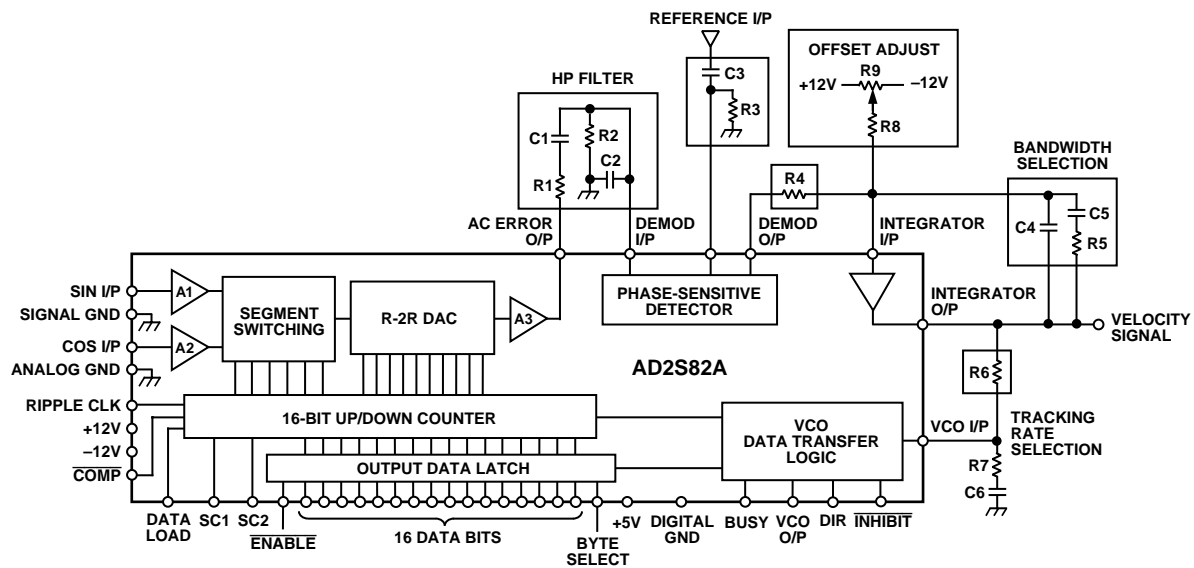 REFERENCE I/P
OFFSET ADJUST
R9
+12V
–12V
R8
C3
R3
HP FILTER
C1
R2
C2
R1
BANDWIDTH
SELECTION
R4
C4
C5
R5
AC ERROR
O/P
DEMOD
I/P
DEMOD
O/P
INTEGRATOR
I/P
SIN I/P
A1
SIGNAL GND
COS I/P
A2
ANALOG GND
SEGMENT
SWITCHING
R-2R DAC
A3
PHASE-SENSITIVE
DETECTOR
INTEGRATOR
O/P
VELOCITY
SIGNAL
AD2S82A
R6
RIPPLE CLK
+12V
–12V
COMP
16-BIT UP/DOWN COUNTER
OUTPUT DATA LATCH
VCO
DATA TRANSFER
LOGIC
VCO I/P
TRACKING
RATE
SELECTION
R7
C6
DATA
LOAD
SC1
SC2
ENABLE
16 DATA BITS
BYTE
SELECT
+5V
DIGITAL
GND
BUSY
VCO
O/P
DIR
INHIBIT